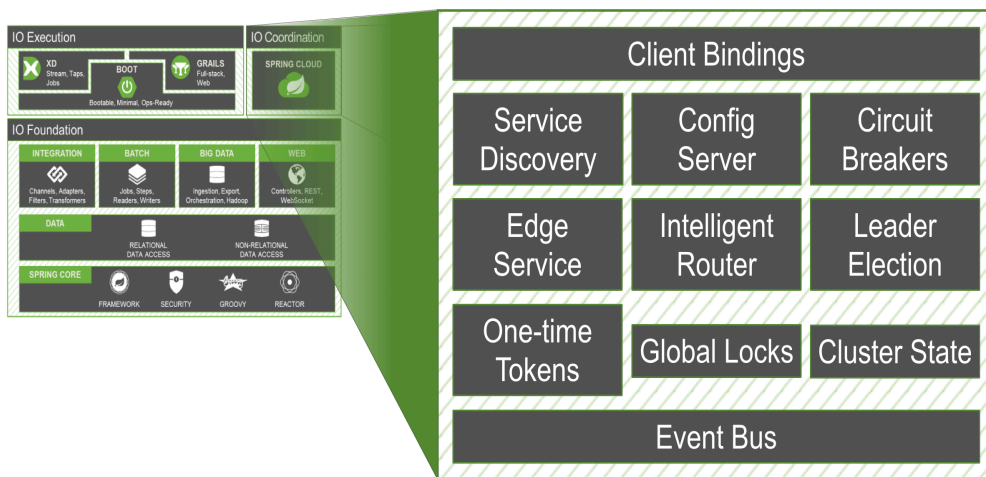 IO Execution
XD
Stream, Taps,
Jobs
BOOT
GRAILS
Full-stack,
Web
Bootable, Minimal, Ops-Ready
IO Coordination
SPRING CLOUD
IO Foundation
INTEGRATION
Channels, Adapters,
Filters, Transformers
BATCH
Jobs, Steps,
Readers, Writers
BIG DATA
Ingestion, Export,
Orchestration, Hadoop
WEB
Controllers, REST,
WebSocket
DATA
RELATIONAL
DATA ACCESS
NON-RELATIONAL
DATA ACCESS
SPRING CORE
FRAMEWORK
SECURITY
GROOVY
REACTOR
Client Bindings
Service
Discovery
Config
Server
Circuit
Breakers
Edge
Service
Intelligent
Router
Leader
Election
One-time
Tokens
Global Locks
Cluster State
Event Bus